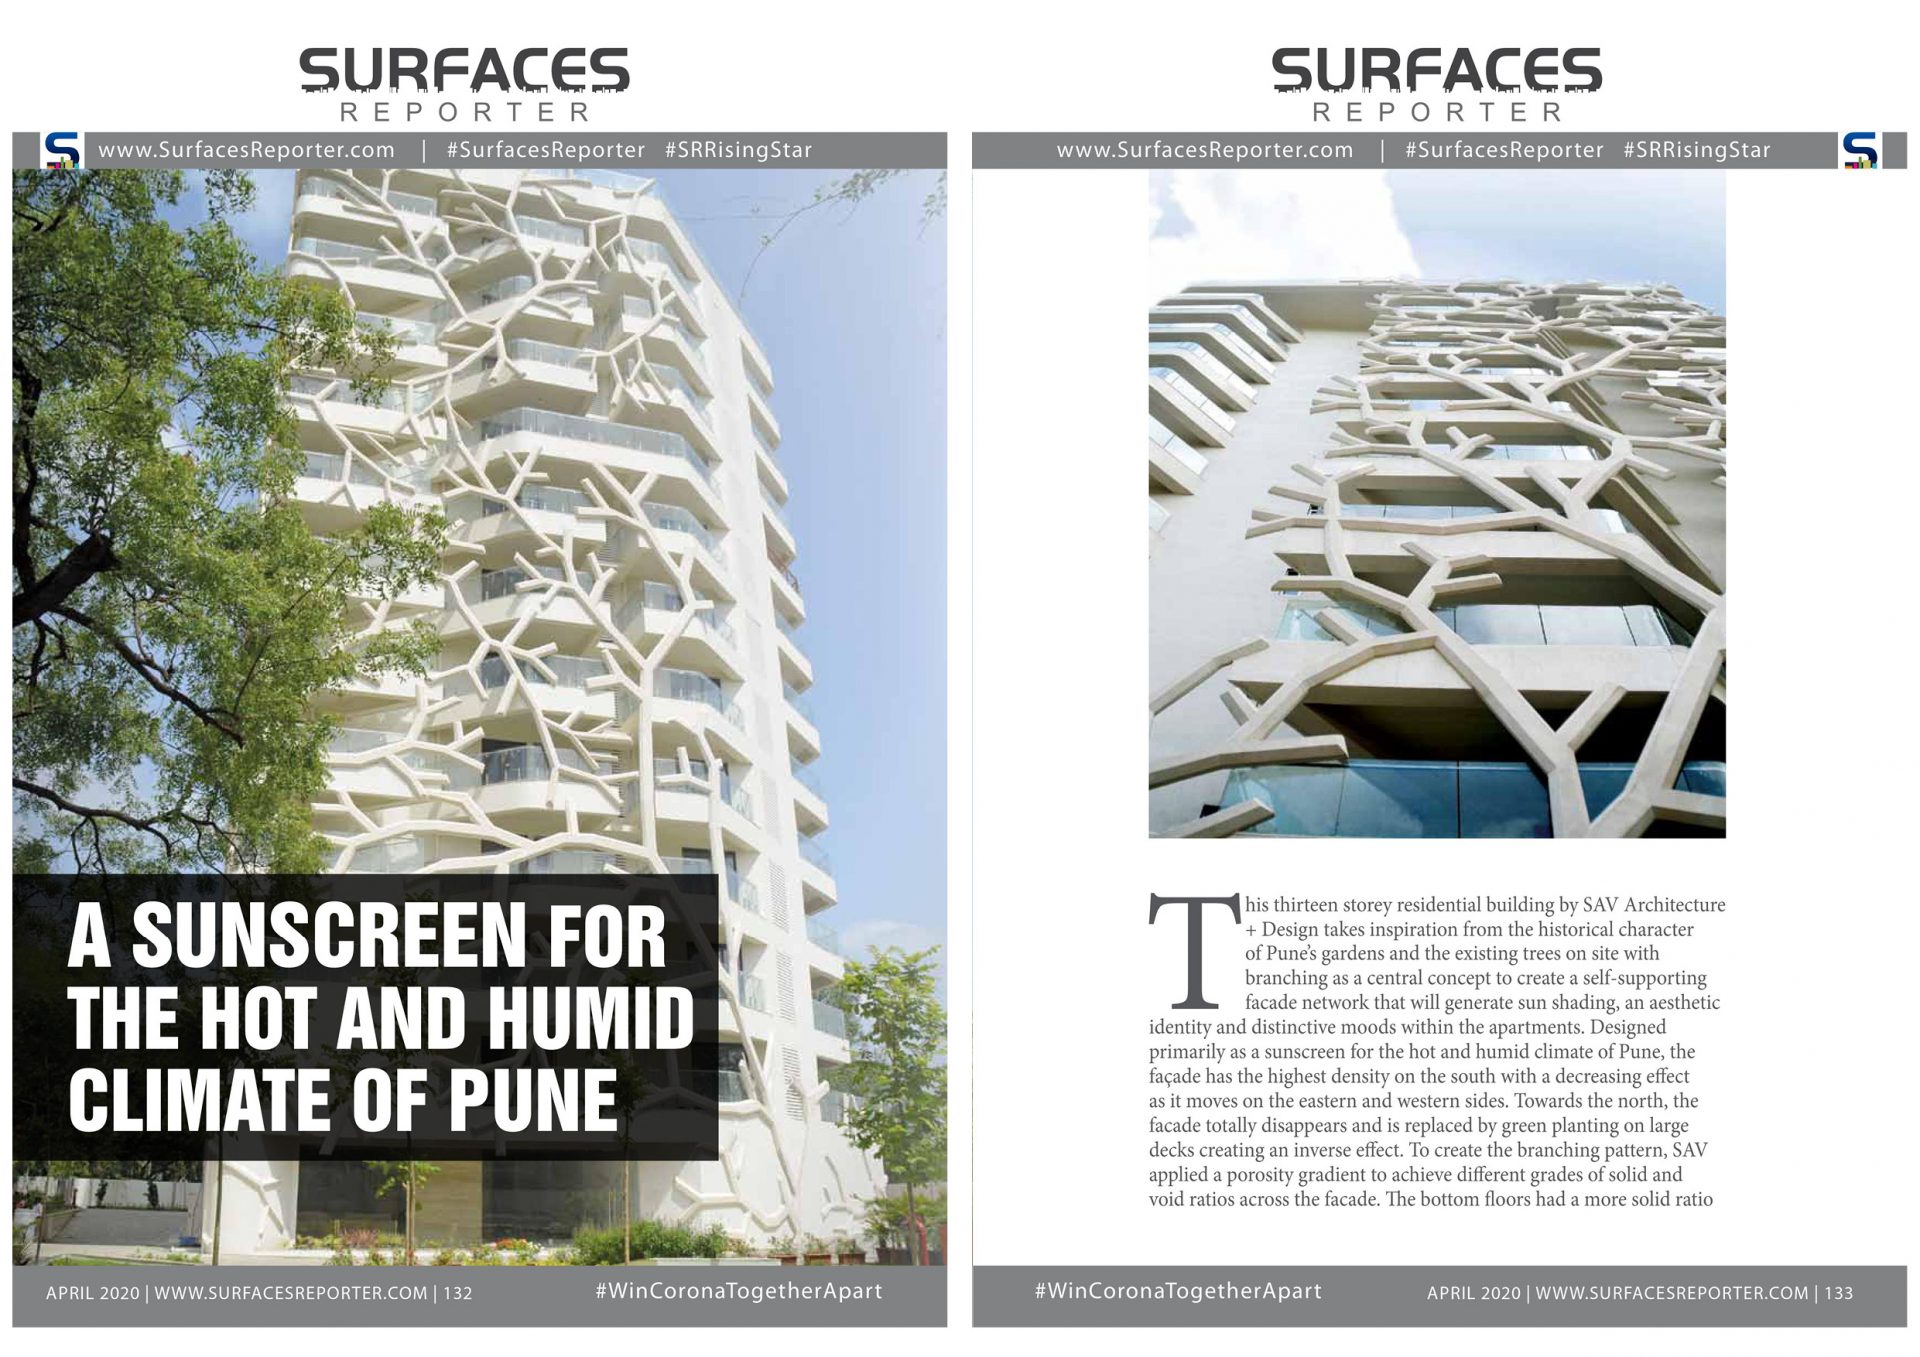 SURFACES
REPORTER
www.SurfacesReporter.com | #SurfacesReporter #SRRisingStar
A SUNSCREEN FOR
THE HOT AND HUMID
CLIMATE OF PUNE
APRIL 2020 | WWW.SURFACESREPORTER.COM | 132
#WinCoronaTogetherApart
SURFACES
REPORTER
www.SurfacesReporter.com | #SurfacesReporter #SRRisingStar
S
This thirteen storey residential building by SAV Architecture
+ Design takes inspiration from the historical character
of Pune's gardens and the existing trees on site with
branching as a central concept to create a self-supporting
facade network that will generate sun shading, an aesthetic
identity and distinctive moods within the apartments. Designed
primarily as a sunscreen for the hot and humid climate of Pune, the
façade has the highest density on the south with a decreasing effect
as it moves on the eastern and western sides. Towards the north, the
facade totally disappears and is replaced by green planting on large
decks creating an inverse effect. To create the branching pattern, SAV
applied a porosity gradient to achieve different grades of solid and
void ratios across the facade. The bottom floors had a more solid ratio
#WinCoronaTogetherApart
APRIL 2020 | WWW.SURFACESREPORTER.COM | 133